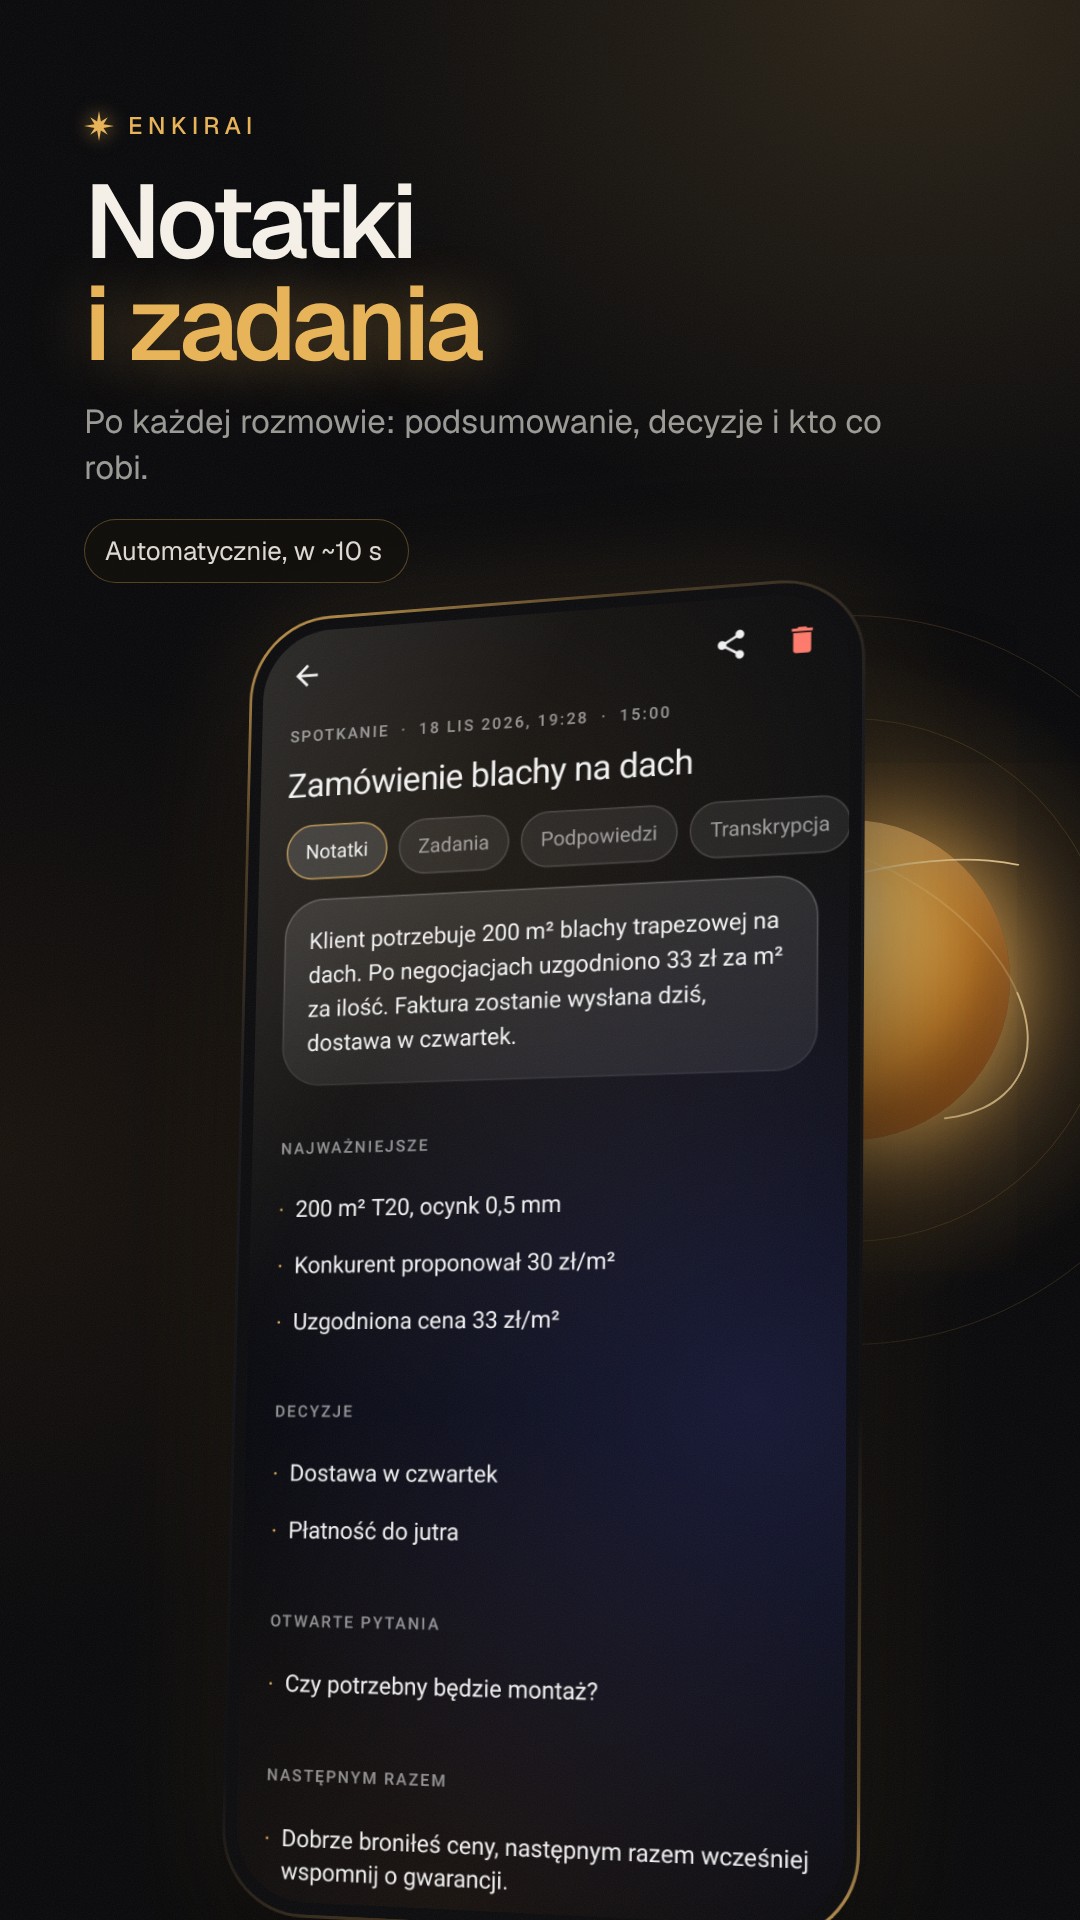 ENKIRAI
Notatki
i zadania
Po każdej rozmowie: podsumowanie, decyzje i kto co
robi.
Automatycznie, w ~10 s
SPOTKANIE · 18 LIS 2026, 19:28 · 15:00
Zamówienie blachy na dach
Notatki
Zadania
Podpowiedzi
Transkrypcja
Klient potrzebuje 200 m² blachy trapezowej na
dach. Po negocjacjach uzgodniono 33 zł za m²
za ilość. Faktura zostanie wysłana dziś,
dostawa w czwartek.
NAJWAŻNIEJSZE
· 200 m² T20, ocynk 0,5 mm
· Konkurent proponował 30 zł/m²
· Uzgodniona cena 33 zł/m²
DECYZJE
· Dostawa w czwartek
· Płatność do jutra
OTWARTE PYTANIA
· Czy potrzebny będzie montaż?
NASTĘPNYM RAZEM
· Dobrze broniłeś ceny, następnym razem wcześniej
wspomnij o gwarancji.